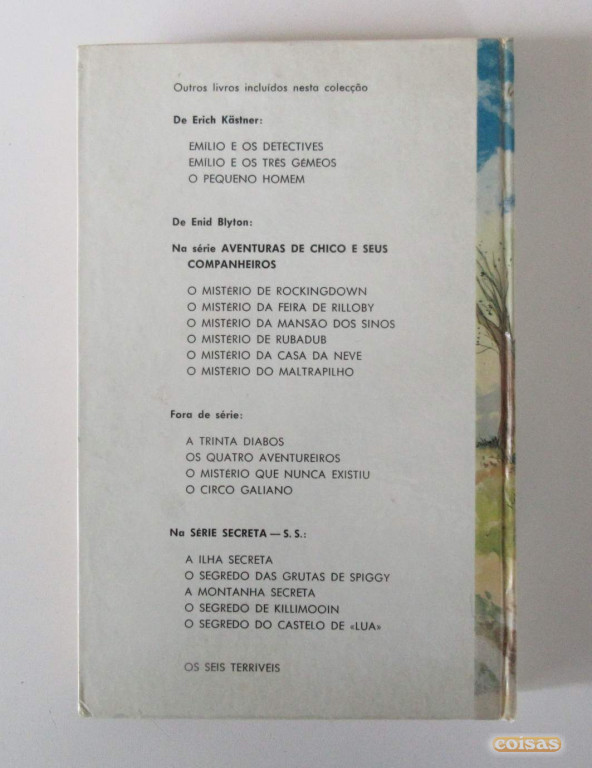 Outros livros incluídos nesta colecção
De Erich Kästner:
EMÍLIO E OS DETECTIVES
EMÍLIO E OS TRÊS GÉMEOS
O PEQUENO HOMEM
De Enid Blyton:
Na série AVENTURAS DE CHICO E SEUS
COMPANHEIROS
O MISTÉRIO DE ROCKINGDOWN
O MISTÉRIO DA FEIRA DE RILLOBY
O MISTÉRIO DA MANSÃO DOS SINOS
O MISTÉRIO DE RUBADUB
O MISTÉRIO DA CASA DA NEVE
O MISTÉRIO DO MALTRAPILHO
Fora de série:
A TRINTA DIABOS
OS QUATRO AVENTUREIROS
O MISTÉRIO QUE NUNCA EXISTIU
O CIRCO GALIANO
Na SÉRIE SECRETA — S. S.:
A ILHA SECRETA
O SEGREDO DAS GRUTAS DE SPIGGY
A MONTANHA SECRETA
O SEGREDO DE KILLIMOOIN
O SEGREDO DO CASTELO DE «LUA»
OS SEIS TERRÍVEIS
coisas